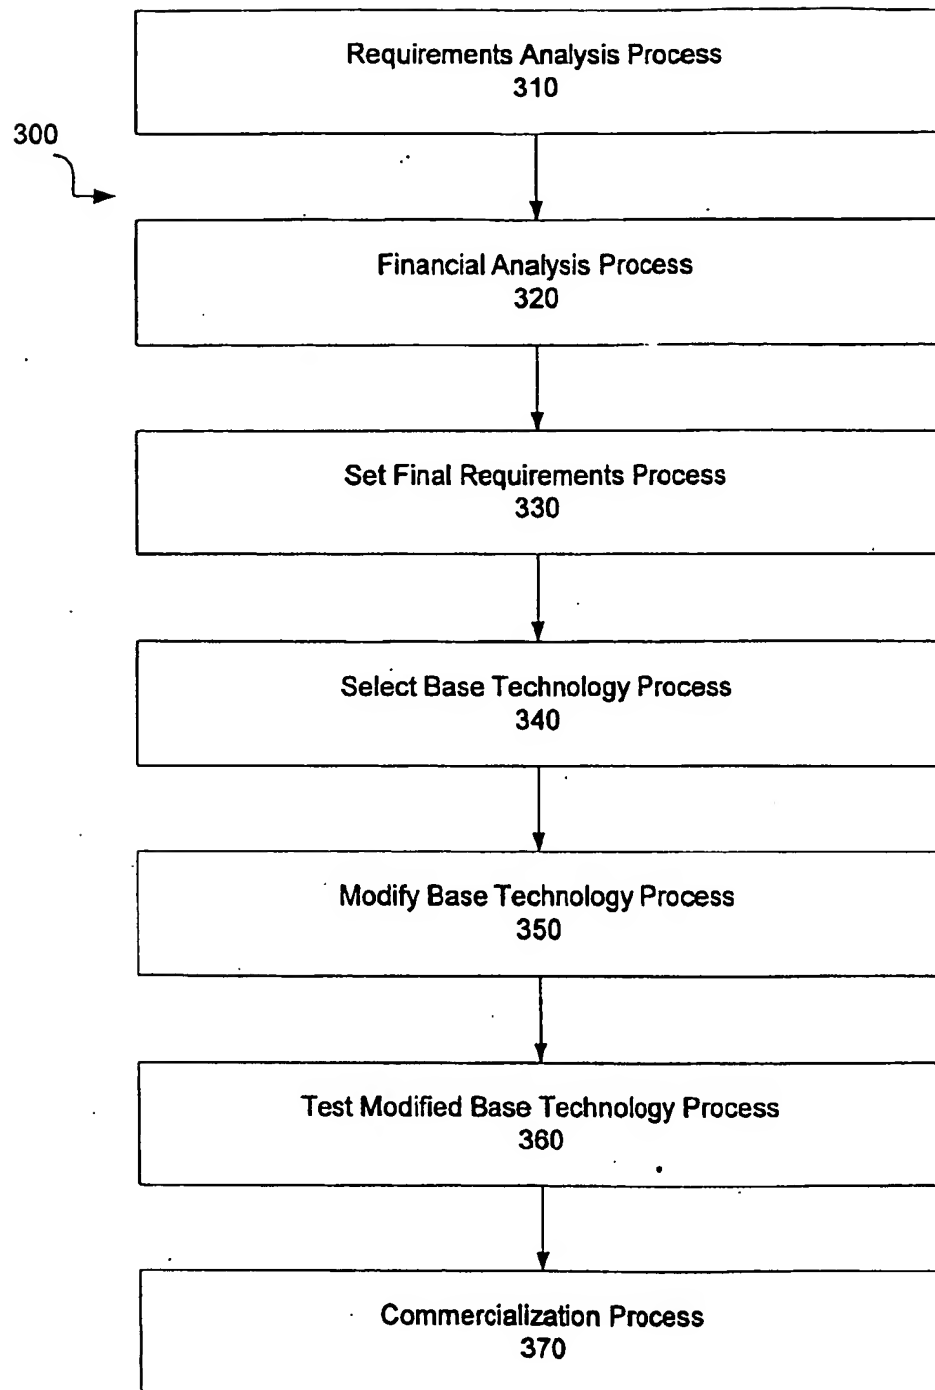 Requirements Analysis Process
310
300
Financial Analysis Process
320
Set Final Requirements Process
330
Select Base Technology Process
340
Modify Base Technology Process
350
Test Modified Base Technology Process
360
Commercialization Process
370